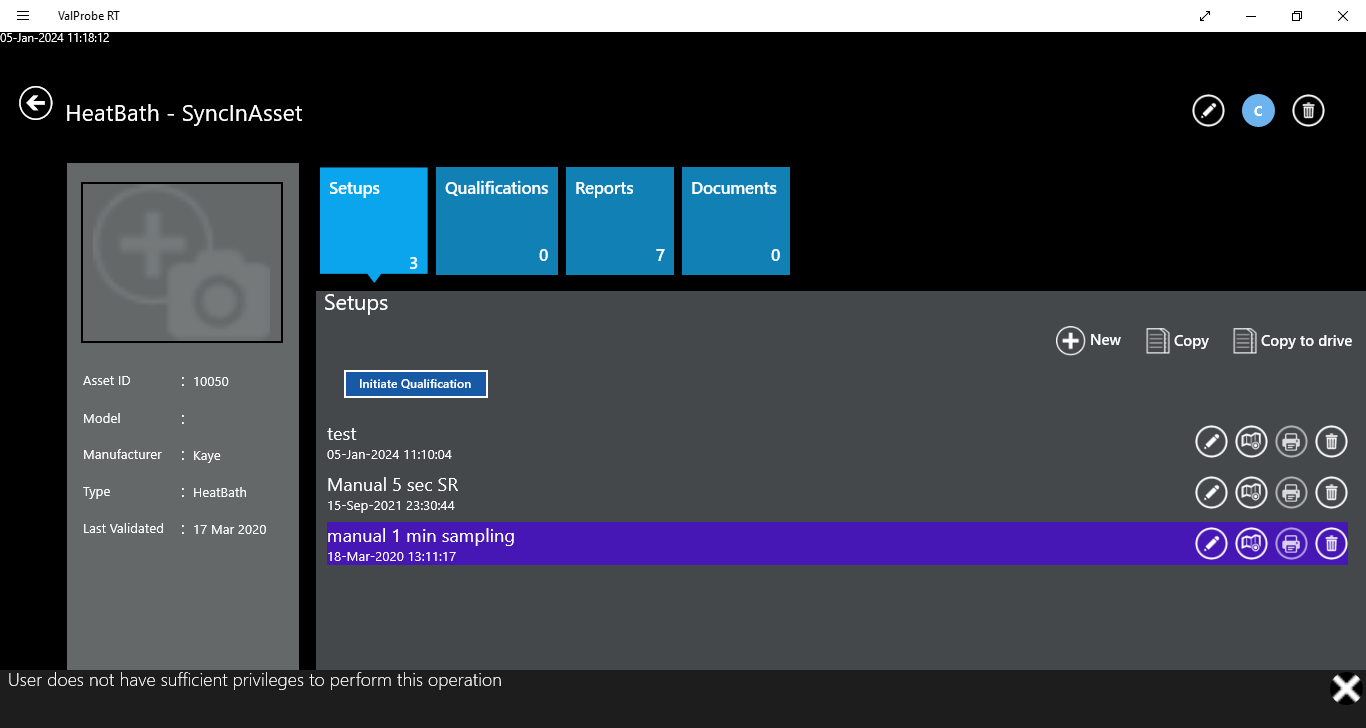 ValProbe RT
05-Jan-2024 11:18:12
HeatBath - SyncInAsset
C
Setups
3
Qualifications
0
Reports
7
Documents
0
Asset ID : 10050
Model :
Manufacturer : Kaye
Type : HeatBath
Last Validated : 17 Mar 2020
Setups
New
Copy
Copy to drive
Initiate Qualification
test
05-Jan-2024 11:10:04
Manual 5 sec SR
15-Sep-2021 23:30:44
manual 1 min sampling
18-Mar-2020 13:11:17
User does not have sufficient privileges to perform this operation